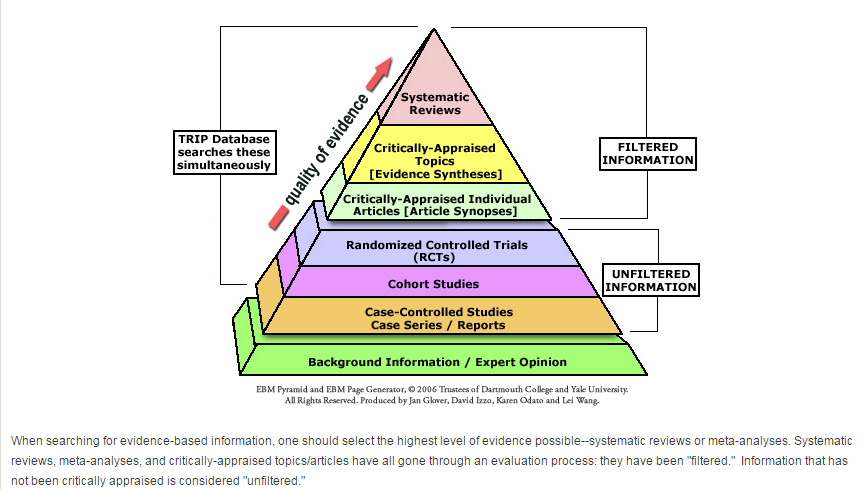 Systematic
Reviews
TRIP Database
searches these
simultaneously
quality of evidence
FILTERED
INFORMATION
Critically-Appraised
Topics
[Evidence Syntheses]
Critically-Appraised Individual
Articles [Article Synopses]
Randomized Controlled Trials
(RCTs)
UNFILTERED
INFORMATION
Cohort Studies
Case-Controlled Studies
Case Series / Reports
Background Information / Expert Opinion
EBM Pyramid and EBM Page Generator, © 2006 Trustees of Dartmouth College and Yale University.
All Rights Reserved. Produced by Jan Glover, David Izzo, Karen Odato and Lei Wang.
When searching for evidence-based information, one should select the highest level of evidence possible--systematic reviews or meta-analyses. Systematic
reviews, meta-analyses, and critically-appraised topics/articles have all gone through an evaluation process: they have been "filtered." Information that has
not been critically appraised is considered "unfiltered."